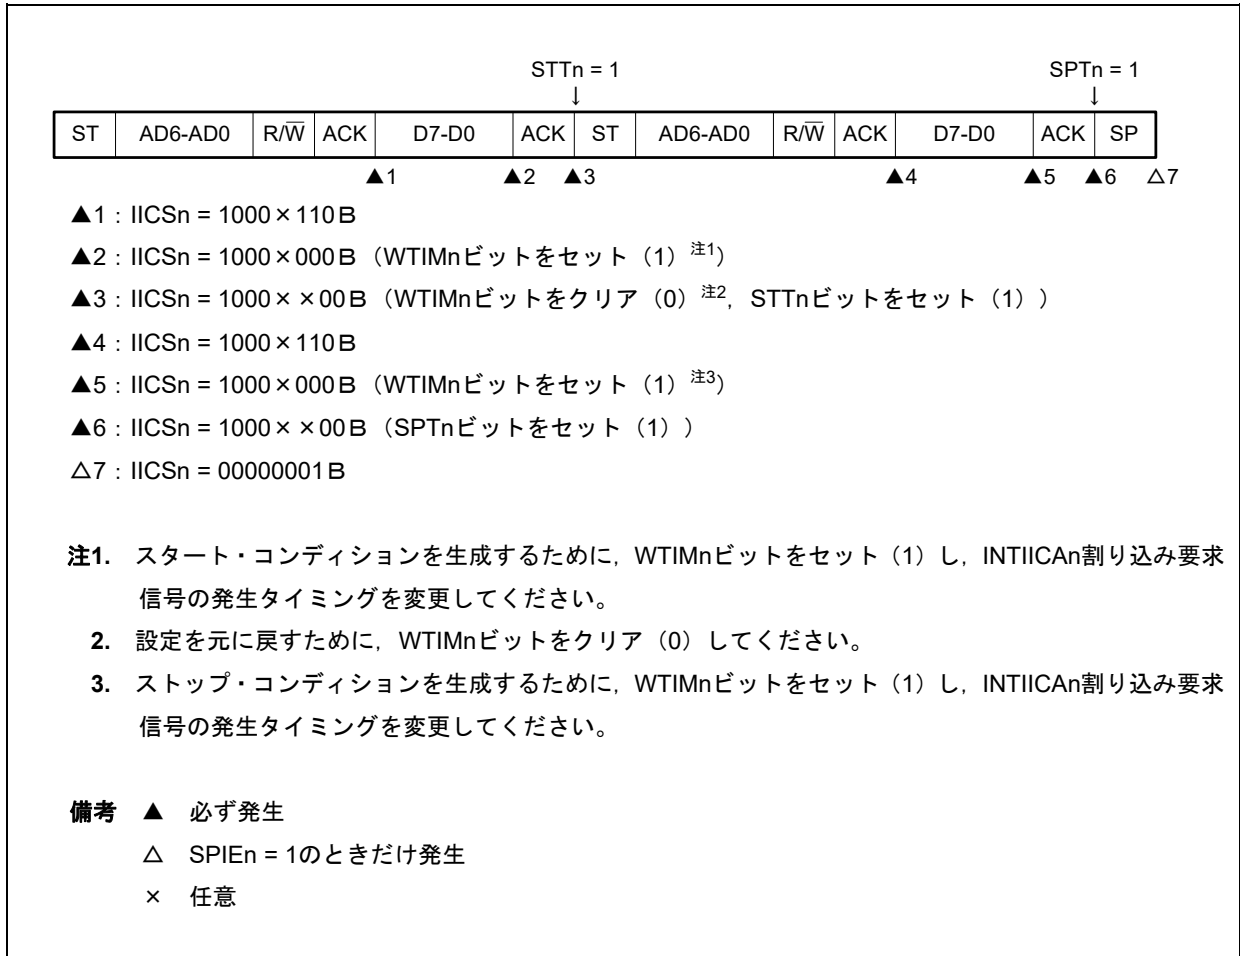 STTn = 1 SPTn = 1
↓ ↓
ST AD6-AD0 R/W̅ ACK D7-D0 ACK ST AD6-AD0 R/W̅ ACK D7-D0 ACK SP
▲1 ▲2 ▲3 ▲4 ▲5 ▲6 △7
▲1：IICSn = 1000×110B
▲2：IICSn = 1000×000B（WTIMnビットをセット（1）注1）
▲3：IICSn = 1000××00B（WTIMnビットをクリア（0）注2，STTnビットをセット（1））
▲4：IICSn = 1000×110B
▲5：IICSn = 1000×000B（WTIMnビットをセット（1）注3）
▲6：IICSn = 1000××00B（SPTnビットをセット（1））
△7：IICSn = 00000001B
注1. スタート・コンディションを生成するために，WTIMnビットをセット（1）し，INTIICAn割り込み要求
信号の発生タイミングを変更してください。
2. 設定を元に戻すために，WTIMnビットをクリア（0）してください。
3. ストップ・コンディションを生成するために，WTIMnビットをセット（1）し，INTIICAn割り込み要求
信号の発生タイミングを変更してください。
備考 ▲ 必ず発生
△ SPIEn = 1のときだけ発生
× 任意